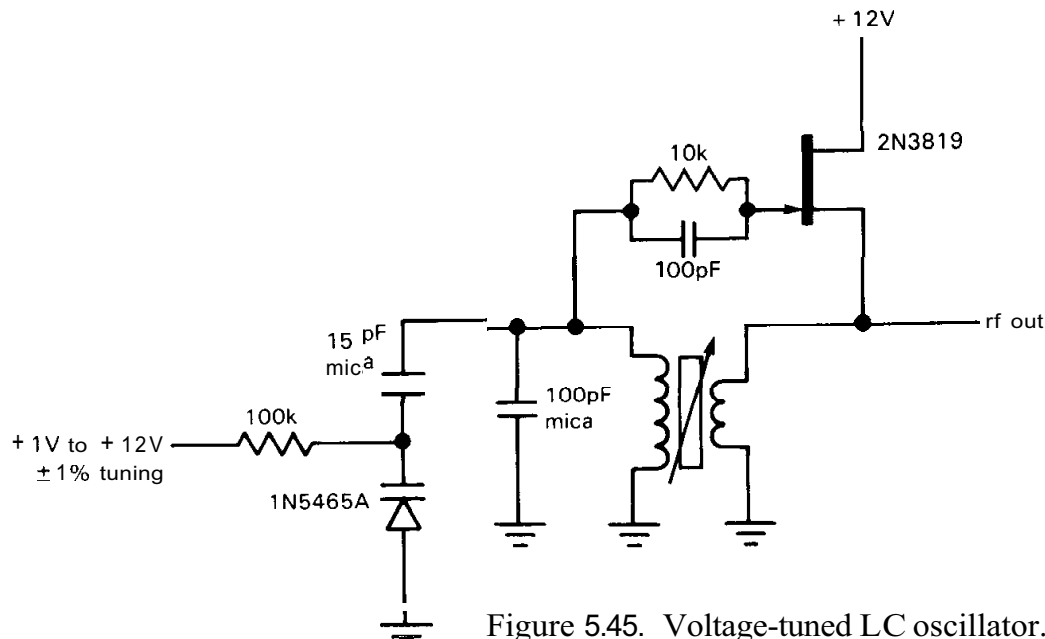 + 12V
2N3819
10k
100pF
rf out
15 pF
mica
100pF
mica
100k
+ 1V to + 12V
± 1% tuning
1N5465A
Figure 5.45. Voltage-tuned LC oscillator.